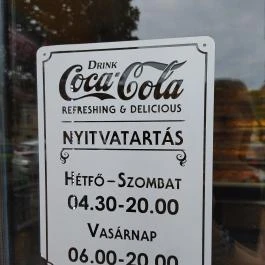 DRINK
Coca-Cola
REFRESHING & DELICIOUS
NYITVATARTÁS
HÉTFŐ – SZOMBAT
04.30-20.00
VASÁRNAP
06.00-20.00